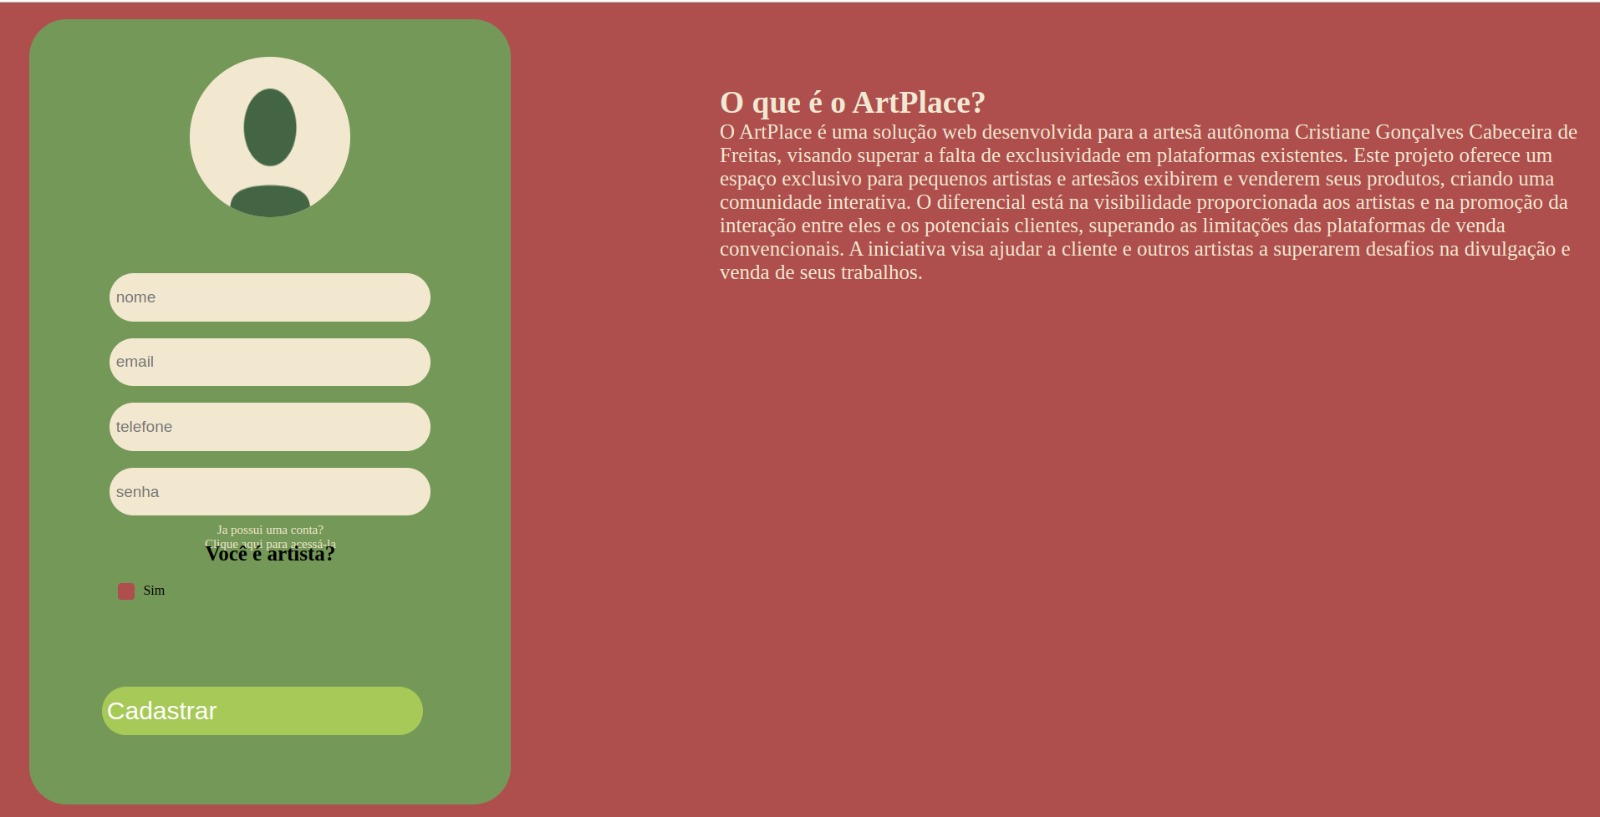 nome
email
telefone
senha
Ja possui uma conta?
Clique aqui para acessá-la
Você é artista?
Sim
Cadastrar
O que é o ArtPlace?
O ArtPlace é uma solução web desenvolvida para a artesã autônoma Cristiane Gonçalves Cabeceira de
Freitas, visando superar a falta de exclusividade em plataformas existentes. Este projeto oferece um
espaço exclusivo para pequenos artistas e artesãos exibirem e venderem seus produtos, criando uma
comunidade interativa. O diferencial está na visibilidade proporcionada aos artistas e na promoção da
interação entre eles e os potenciais clientes, superando as limitações das plataformas de venda
convencionais. A iniciativa visa ajudar a cliente e outros artistas a superarem desafios na divulgação e
venda de seus trabalhos.